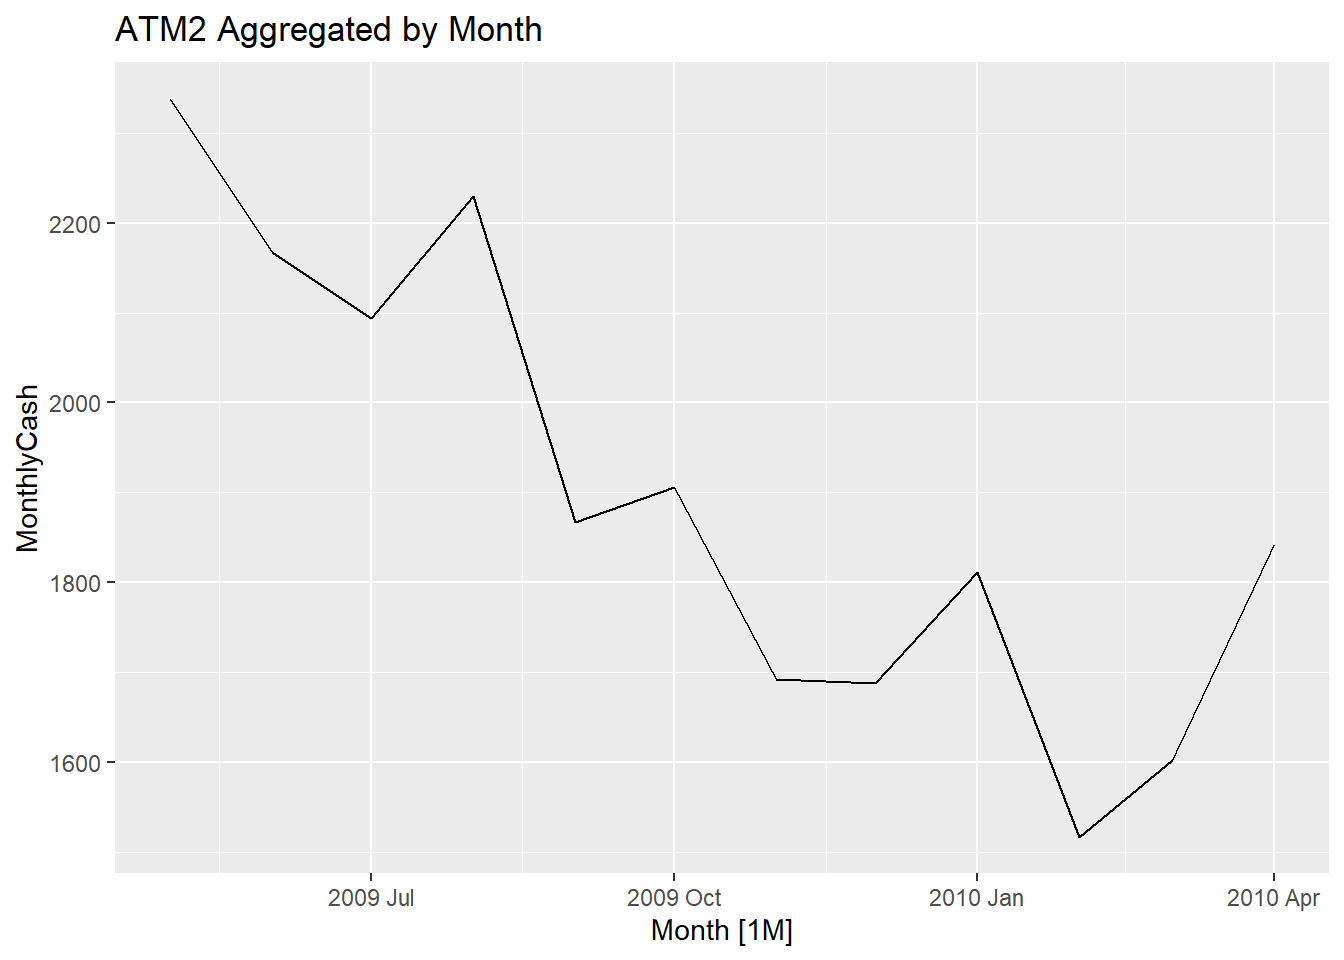 ATM2 Aggregated by Month
MonthlyCash
2200
2000
1800
1600
2009 Jul
2009 Oct
2010 Jan
2010 Apr
Month [1M]